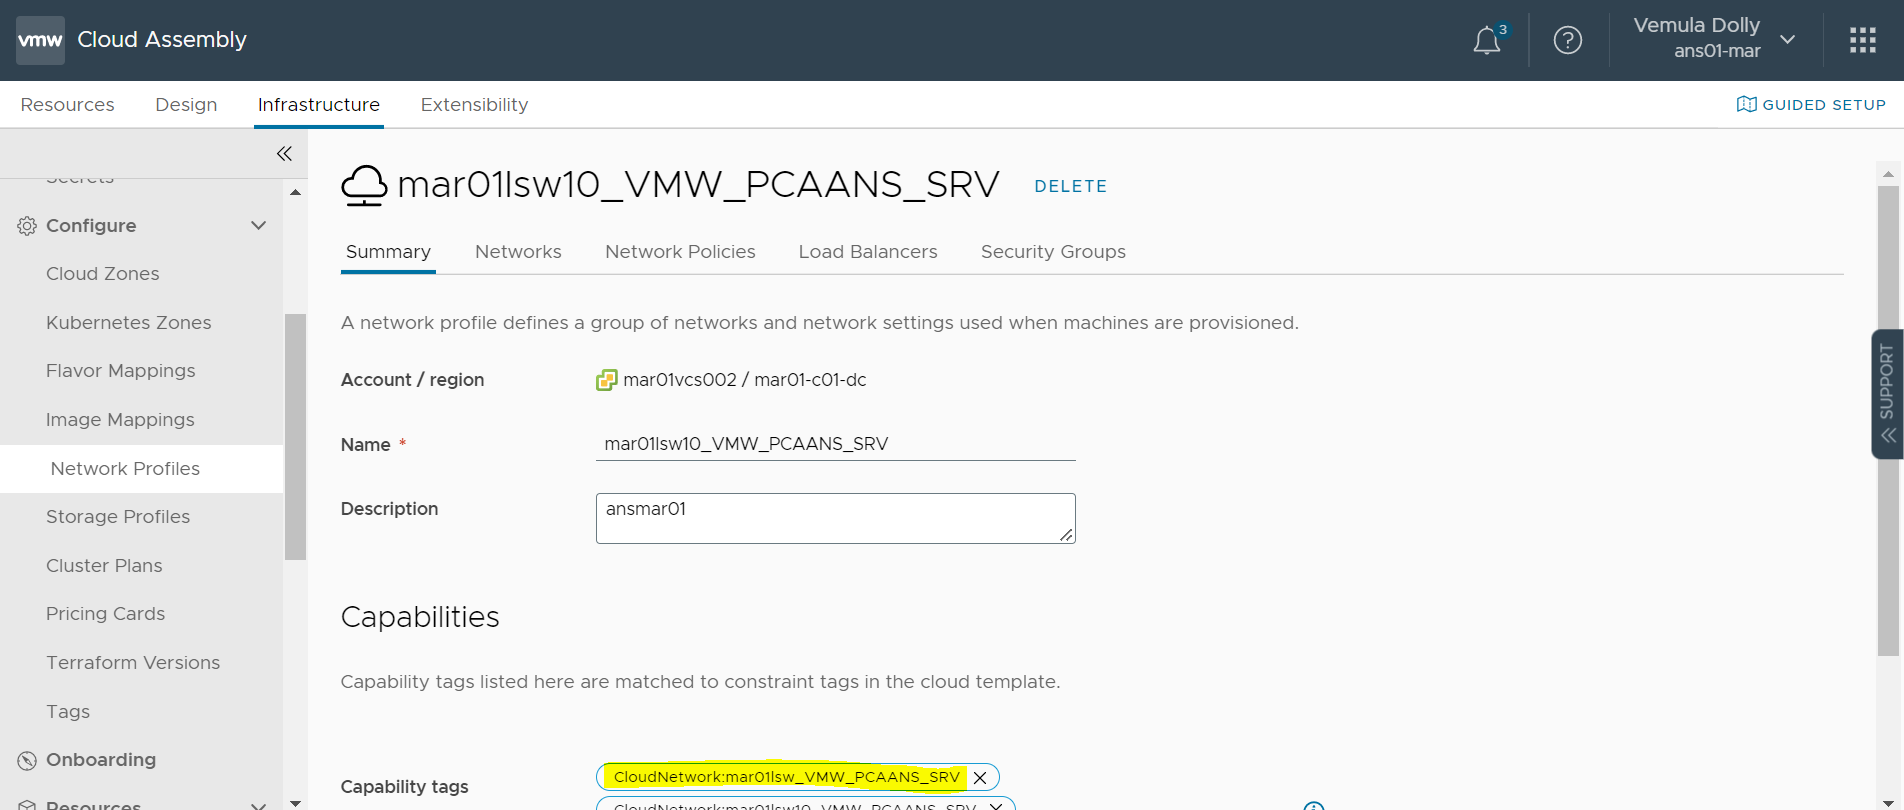 vmw Cloud Assembly
3
Vemula Dolly
ans01-mar
Resources Design Infrastructure Extensibility
GUIDED SETUP
Secrets
Configure
Cloud Zones
Kubernetes Zones
Flavor Mappings
Image Mappings
Network Profiles
Storage Profiles
Cluster Plans
Pricing Cards
Terraform Versions
Tags
Onboarding
Resources
mar01lsw10_VMW_PCAANS_SRV DELETE
Summary Networks Network Policies Load Balancers Security Groups
A network profile defines a group of networks and network settings used when machines are provisioned.
Account / region mar01vcs002 / mar01-c01-dc
Name * mar01lsw10_VMW_PCAANS_SRV
Description ansmar01
Capabilities
Capability tags listed here are matched to constraint tags in the cloud template.
Capability tags CloudNetwork:mar01lsw_VMW_PCAANS_SRV
CloudNetwork:mar01lsw10_VMW_PCAANS_SRV
SUPPORT